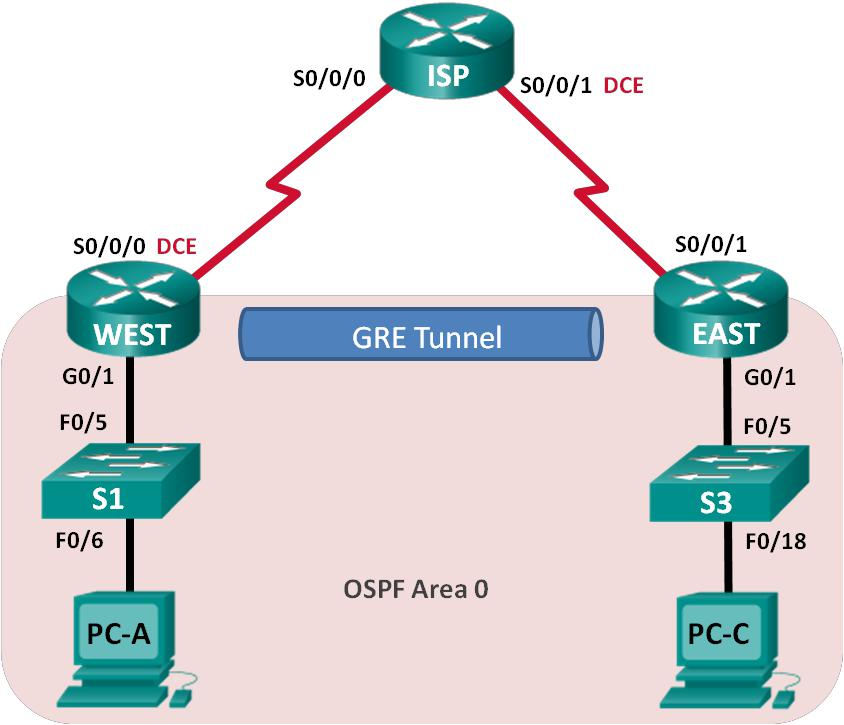 ISP
S0/0/0
S0/0/1 DCE
S0/0/0 DCE
S0/0/1
WEST
GRE Tunnel
EAST
G0/1
G0/1
F0/5
F0/5
S1
S3
F0/6
F0/18
OSPF Area 0
PC-A
PC-C